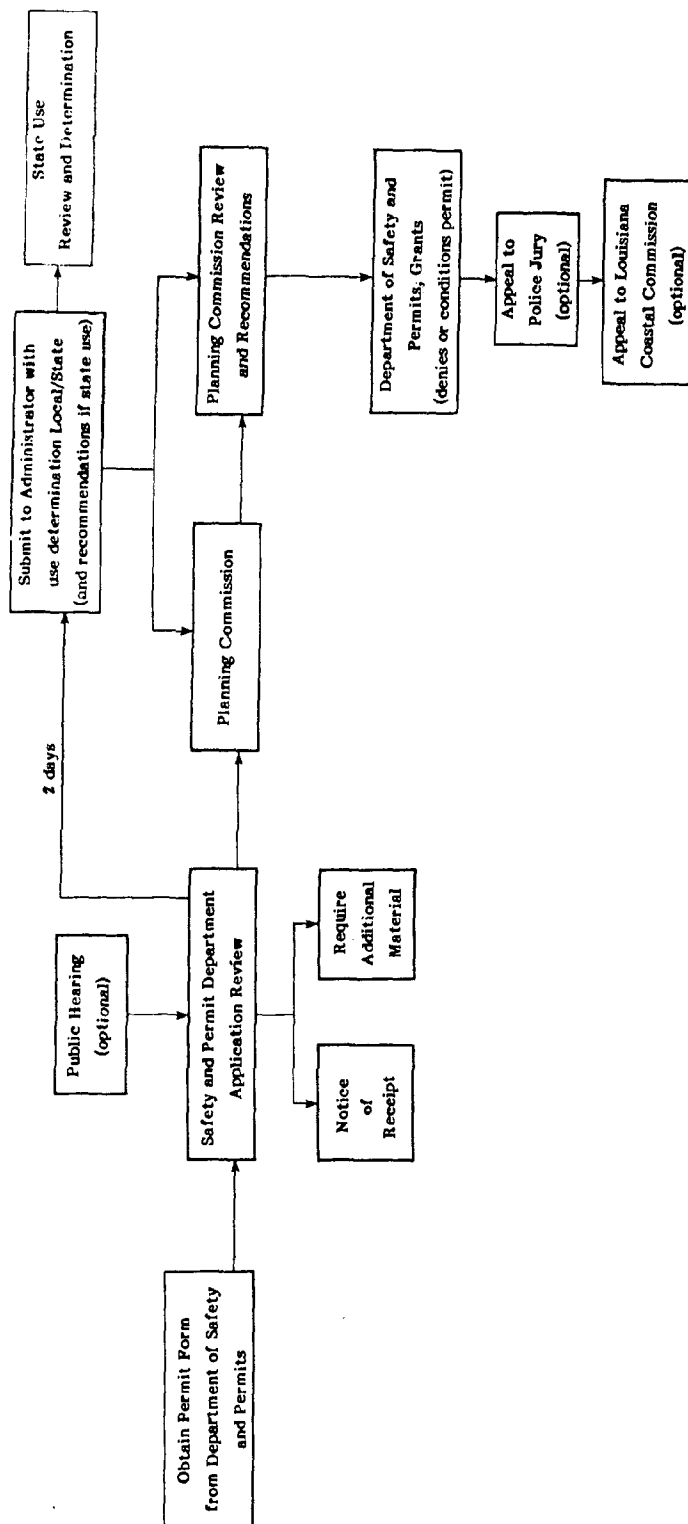 Obtain Permit Form
from Department of Safety
and Permits
Public Hearing
(optional)
Safety and Permit Department
Application Review
Notice
of
Receipt
Require
Additional
Material
2 days
Submit to Administrator with
use determination Local/State
(and recommendations if state use)
State Use
Review and Determination
Planning Commission
Planning Commission Review
and Recommendations
Department of Safety and
Permits, Grants
(denies or conditions permit)
Appeal to
Police Jury
(optional)
Appeal to Louisiana
Coastal Commission
(optional)